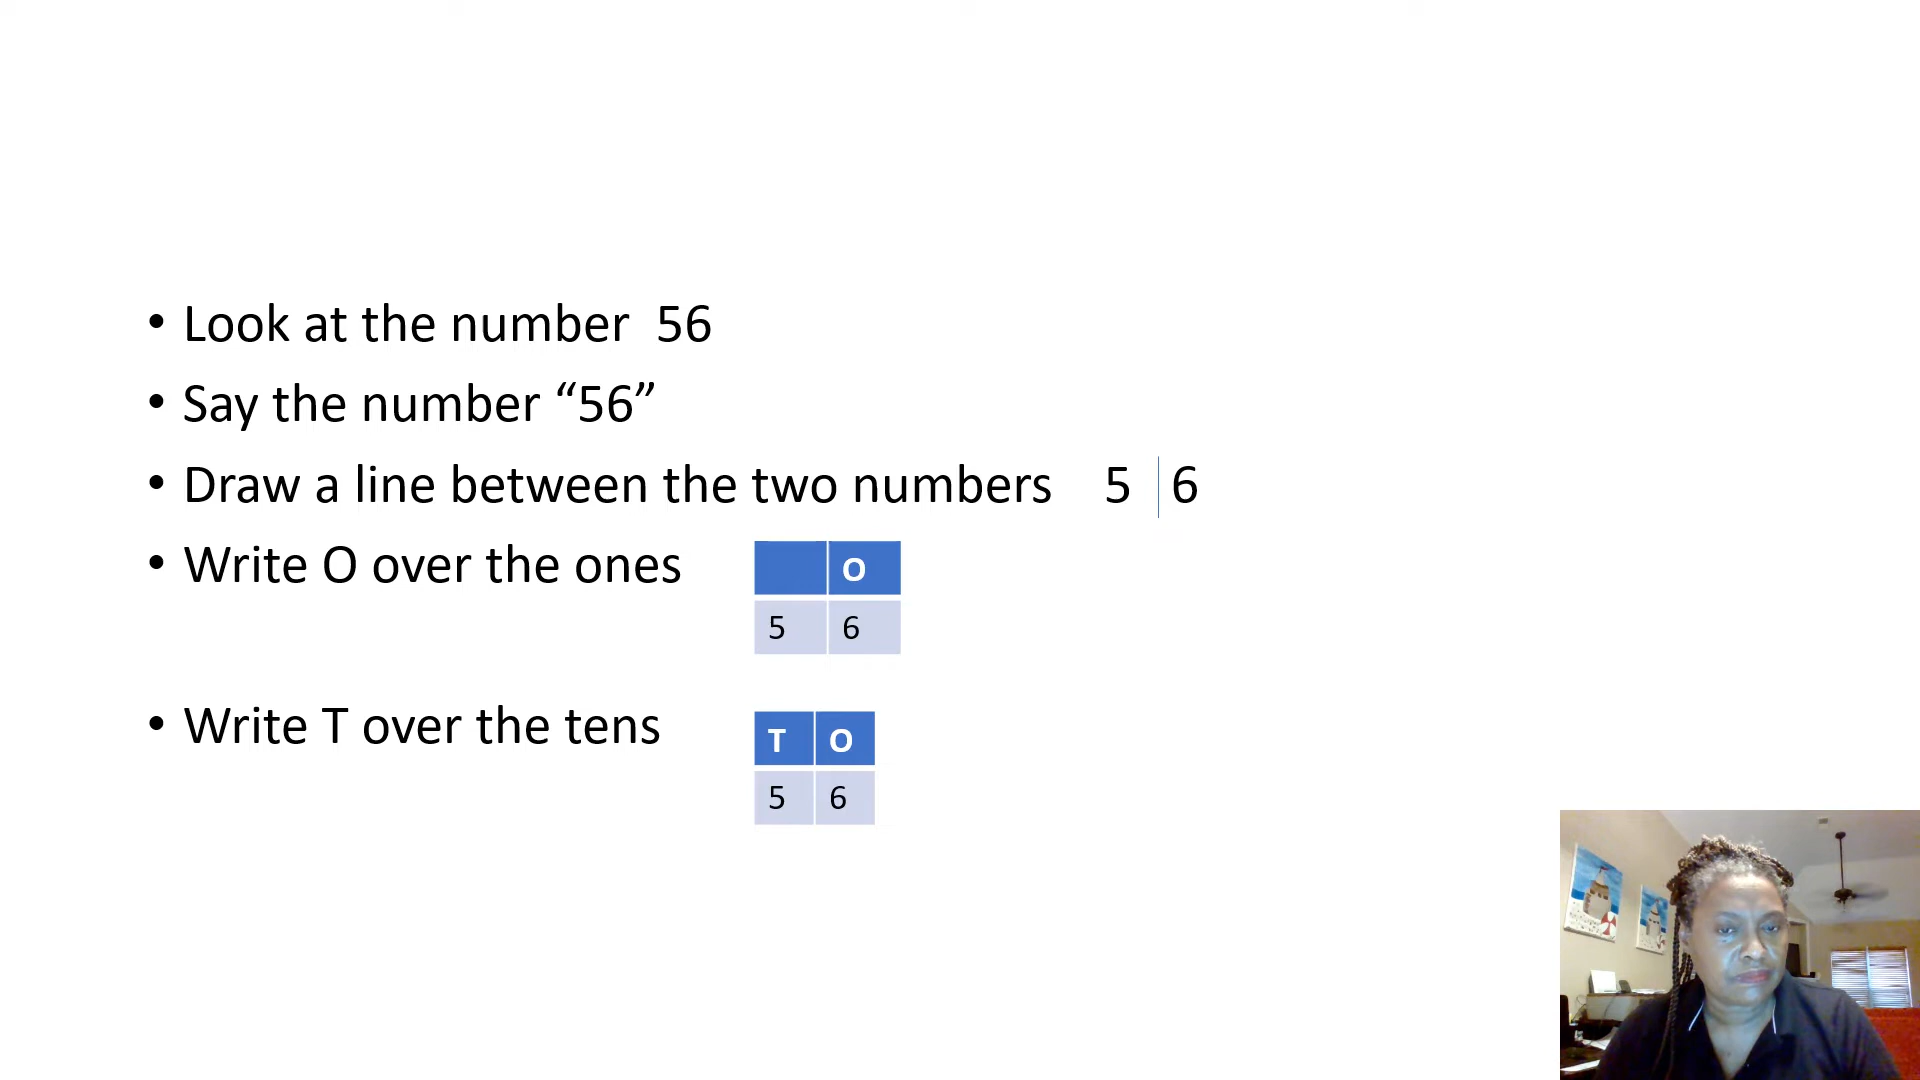 • Look at the number 56
• Say the number “56”
• Draw a line between the two numbers 5 6
• Write O over the ones
O
5 6
• Write T over the tens
T O
5 6